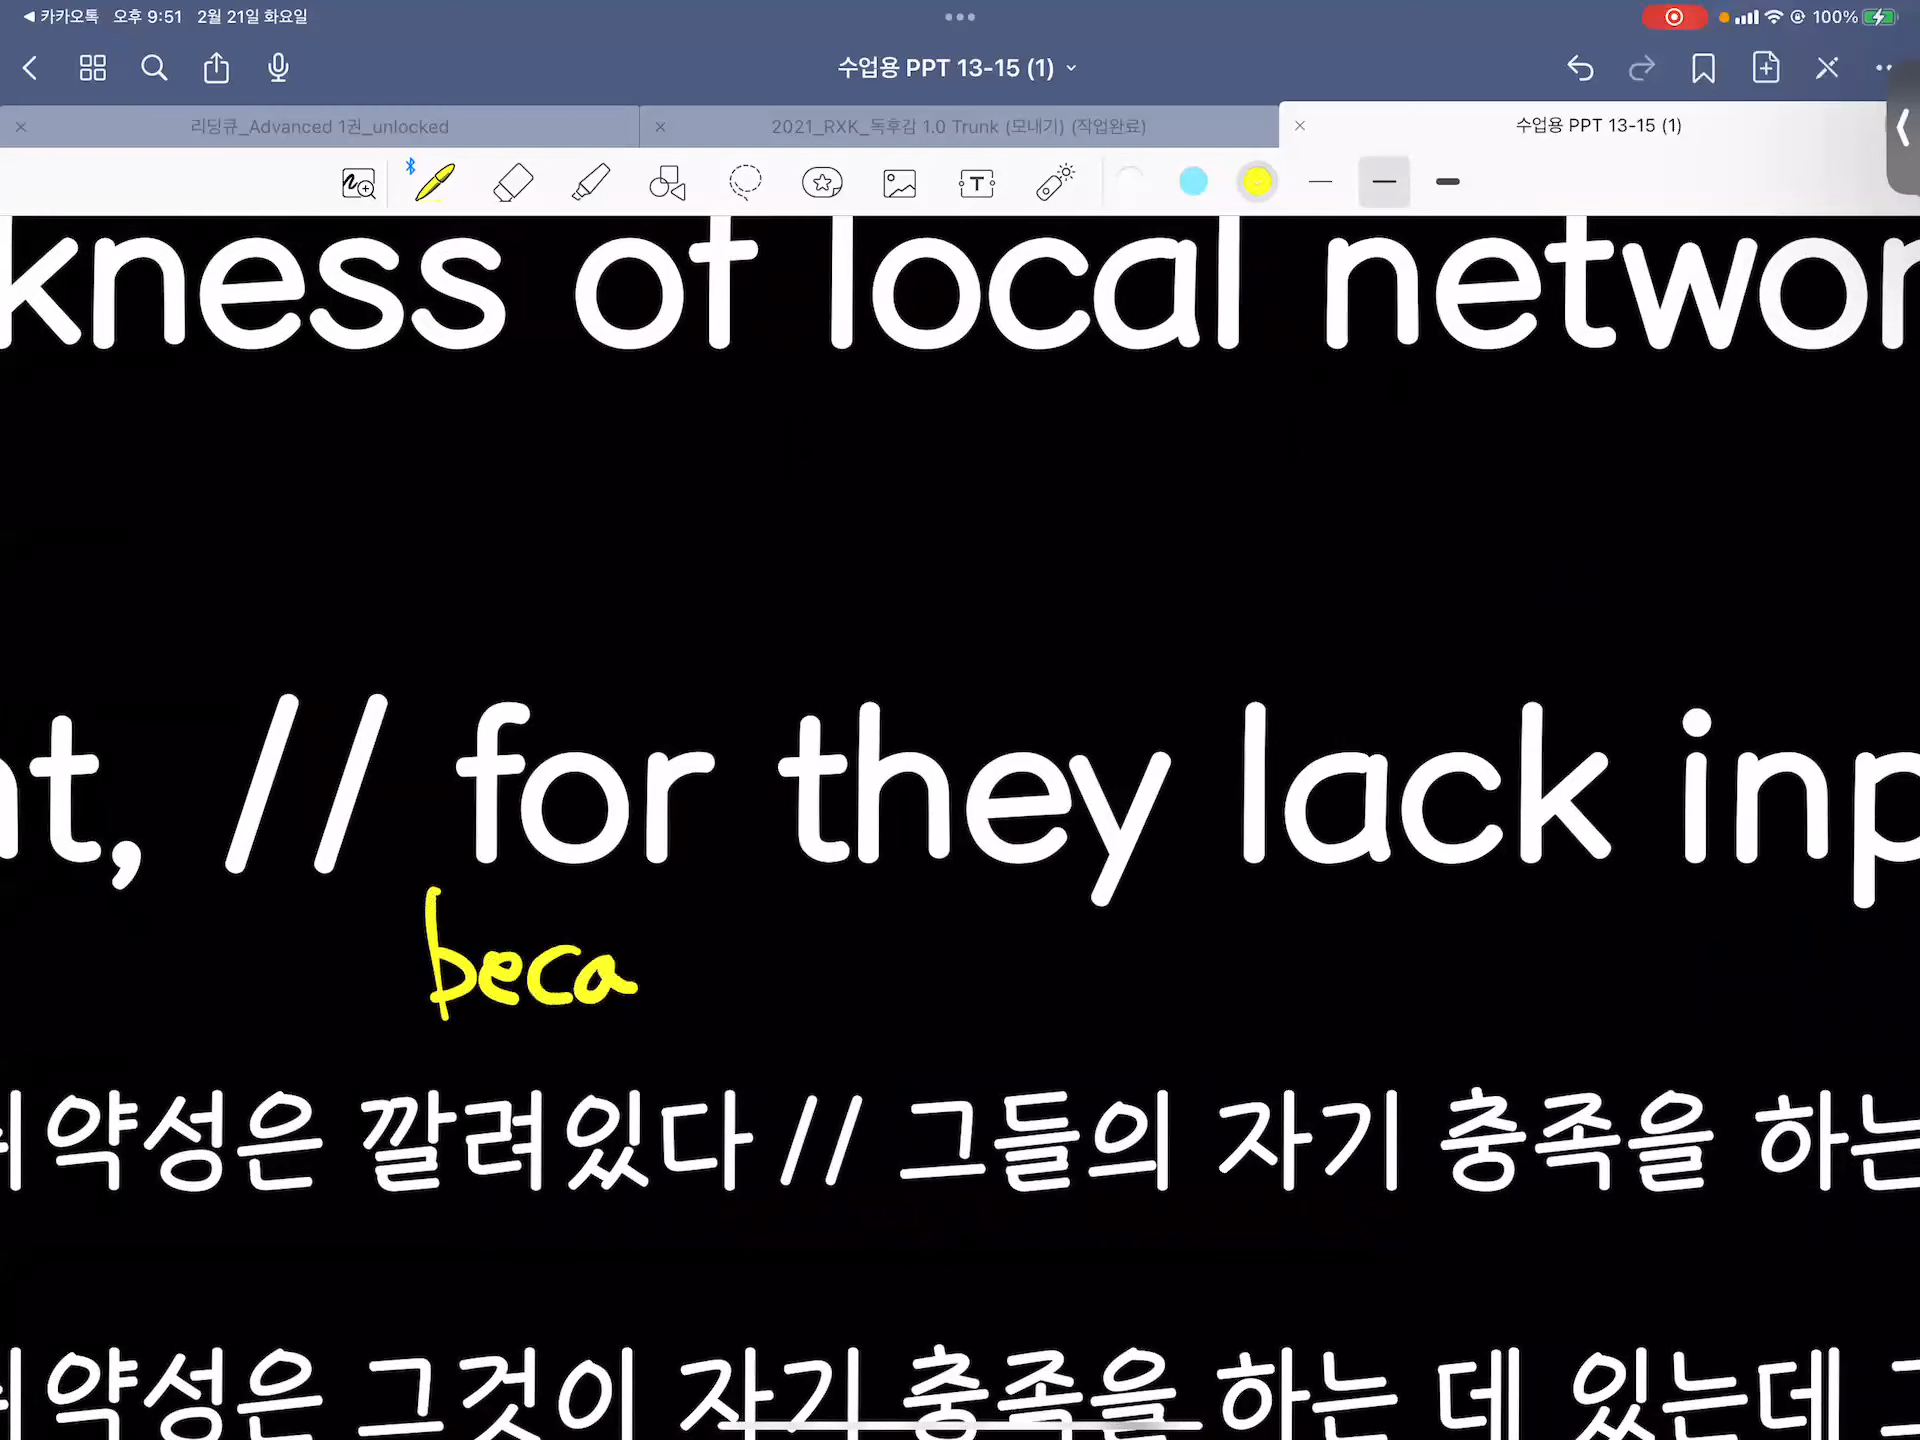 ◀ 카카오톡 오후 9:51 2월 21일 화요일 100%
수업용 PPT 13-15 (1)
리딩큐_Advanced 1권_unlocked 2021_RXK_독후감 1.0 Trunk (모내기) (작업완료) 수업용 PPT 13-15 (1)
kness of local networ
nt, // for they lack inp
beca
약성은 깔려있다 // 그들의 자기 충족을 하는
약성은 그것이 자기 충족을 하는 데 있는데